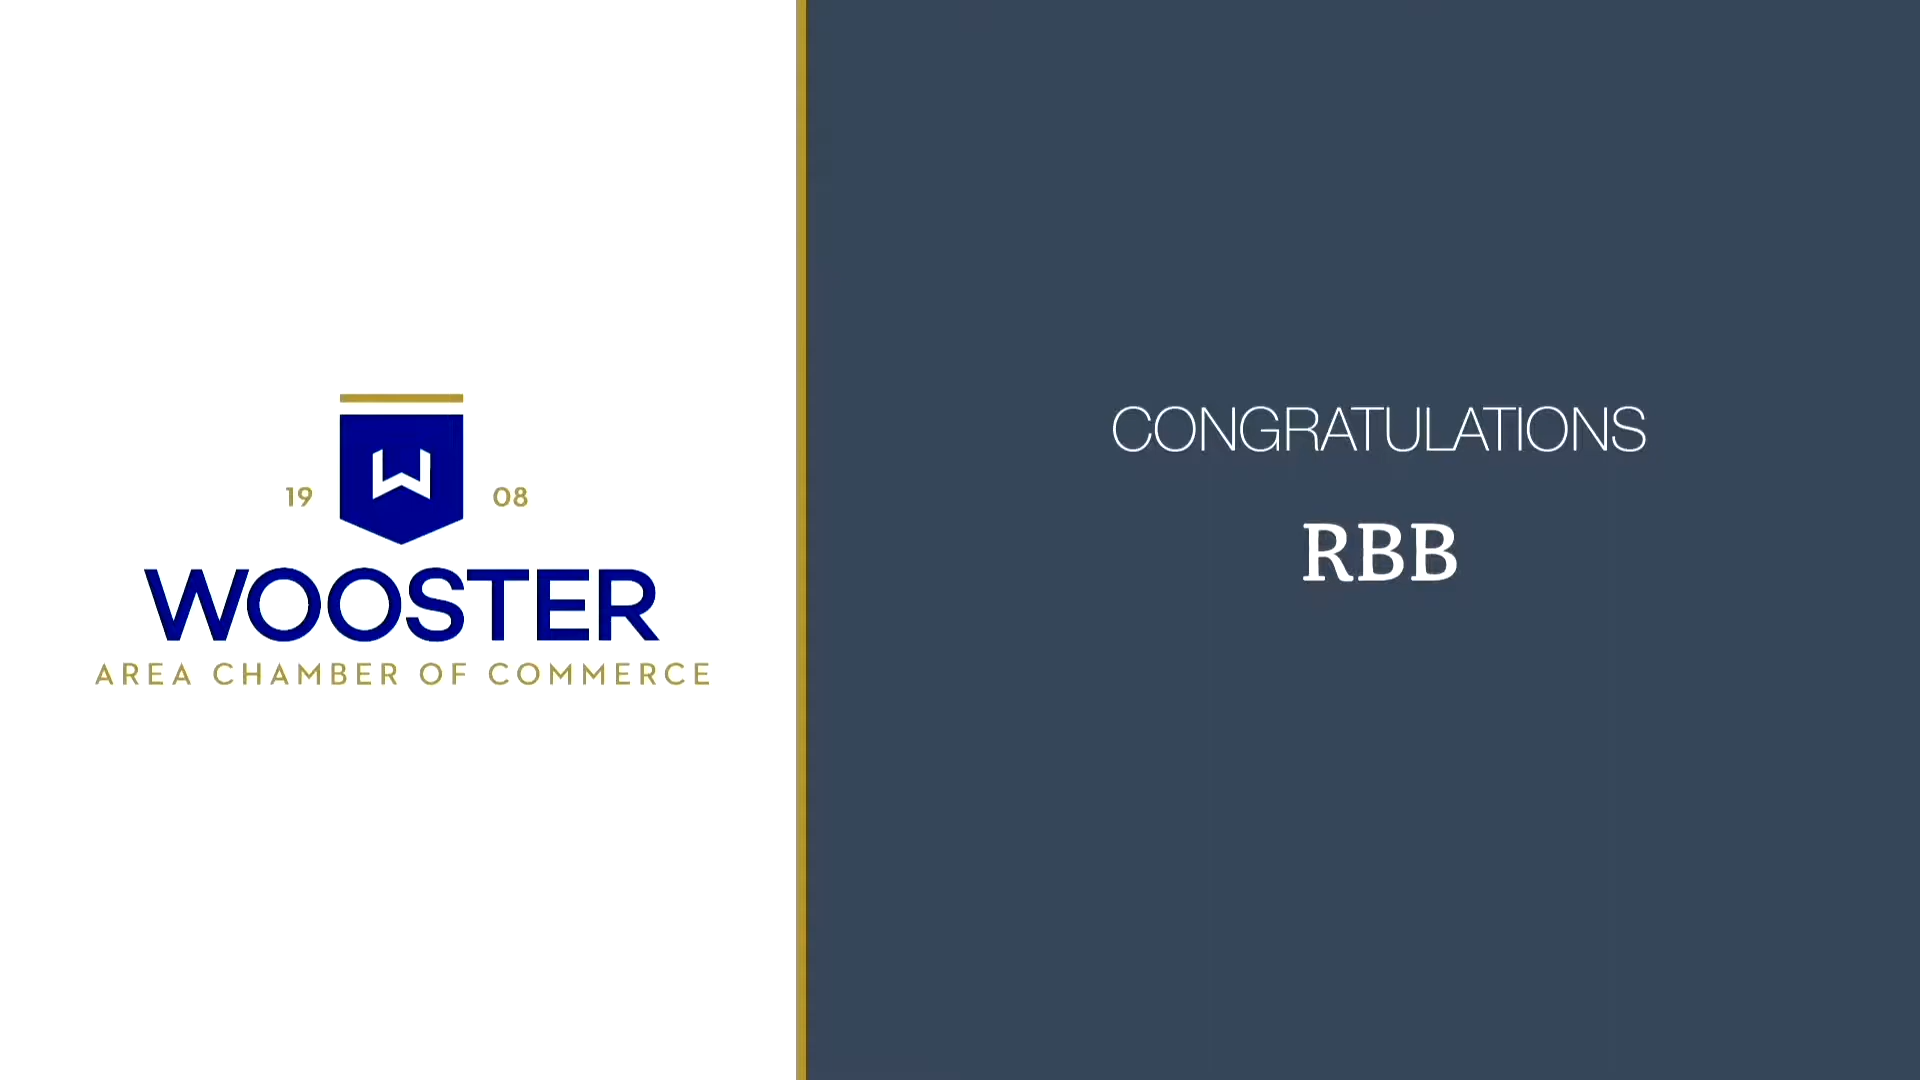 W
19 08
WOOSTER
AREA CHAMBER OF COMMERCE
CONGRATULATIONS
RBB